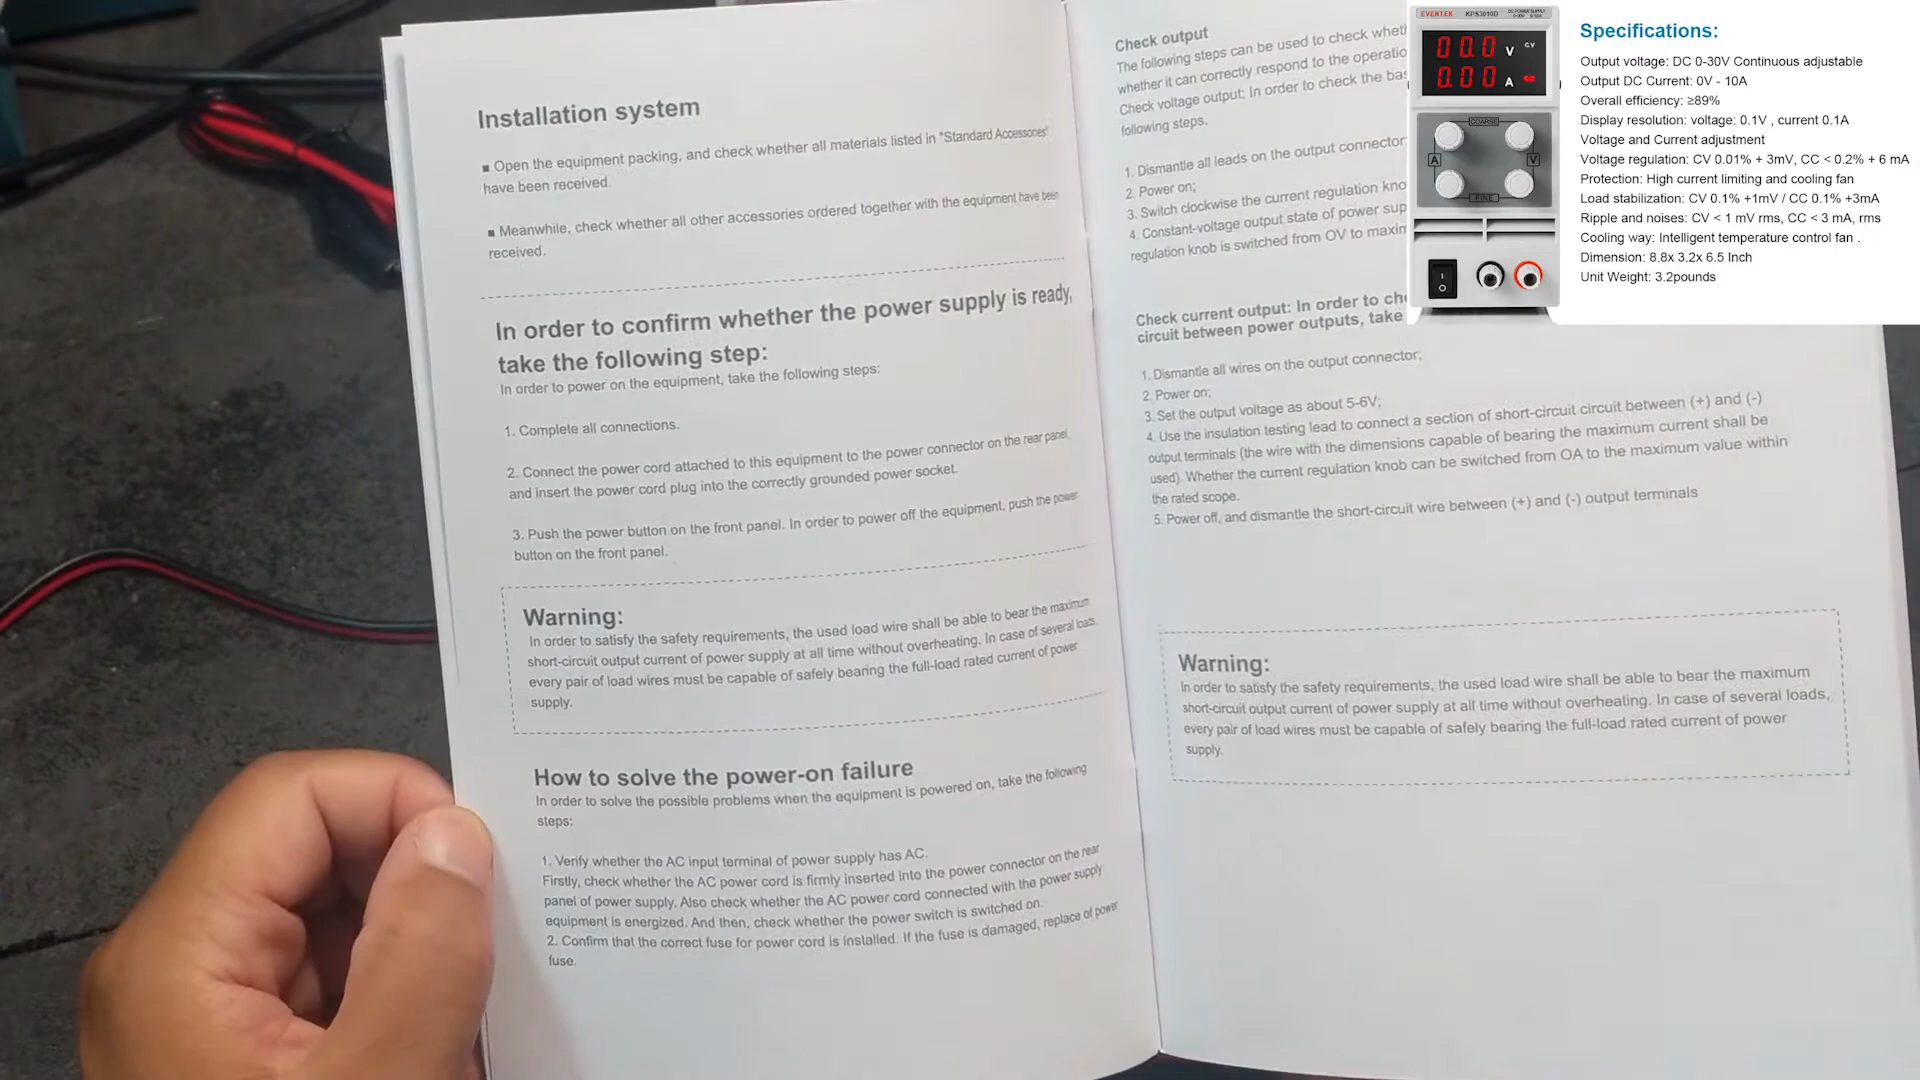 Installation system
■ Open the equipment packing, and check whether all materials listed in "Standard Accessories"
have been received.
■ Meanwhile, check whether all other accessories ordered together with the equipment have been
received.
In order to confirm whether the power supply is ready,
take the following step:
In order to power on the equipment, take the following steps:
1. Complete all connections.
2. Connect the power cord attached to this equipment to the power connector on the rear panel,
and insert the power cord plug into the correctly grounded power socket.
3. Push the power button on the front panel. In order to power off the equipment, push the power
button on the front panel.
Warning:
In order to satisfy the safety requirements, the used load wire shall be able to bear the maximum
short-circuit output current of power supply at all time without overheating. In case of several loads,
every pair of load wires must be capable of safely bearing the full-load rated current of power
supply.
How to solve the power-on failure
In order to solve the possible problems when the equipment is powered on, take the following
steps:
1. Verify whether the AC input terminal of power supply has AC.
Firstly, check whether the AC power cord is firmly inserted into the power connector on the rear
panel of power supply. Also check whether the AC power cord connected with the power supply
equipment is energized. And then, check whether the power switch is switched on.
2. Confirm that the correct fuse for power cord is installed. If the fuse is damaged, replace of power
fuse.
Check output
The following steps can be used to check whet
whether it can correctly respond to the operatio
Check voltage output: In order to check the bas
following steps.
1. Dismantle all leads on the output connector;
2. Power on;
3. Switch clockwise the current regulation kno
4. Constant-voltage output state of power sup
regulation knob is switched from OV to maxim
Check current output: In order to che
circuit between power outputs, take
1. Dismantle all wires on the output connector;
2. Power on;
3. Set the output voltage as about 5-6V;
4. Use the insulation testing lead to connect a section of short-circuit circuit between (+) and (-)
output terminals (the wire with the dimensions capable of bearing the maximum current shall be
used). Whether the current regulation knob can be switched from OA to the maximum value within
the rated scope.
5. Power off, and dismantle the short-circuit wire between (+) and (-) output terminals
Warning:
In order to satisfy the safety requirements, the used load wire shall be able to bear the maximum
short-circuit output current of power supply at all time without overheating. In case of several loads,
every pair of load wires must be capable of safely bearing the full-load rated current of power
supply.
EVENTEK KPS3010D DC POWER SUPPLY
0-30V 0-10A
00.0 V C.V
0.00 A
COARSE
A V
FINE
Specifications:
Output voltage: DC 0-30V Continuous adjustable
Output DC Current: 0V - 10A
Overall efficiency: ≥89%
Display resolution: voltage: 0.1V , current 0.1A
Voltage and Current adjustment
Voltage regulation: CV 0.01% + 3mV, CC < 0.2% + 6 mA
Protection: High current limiting and cooling fan
Load stabilization: CV 0.1% +1mV / CC 0.1% +3mA
Ripple and noises: CV < 1 mV rms, CC < 3 mA, rms
Cooling way: Intelligent temperature control fan .
Dimension: 8.8x 3.2x 6.5 Inch
Unit Weight: 3.2pounds